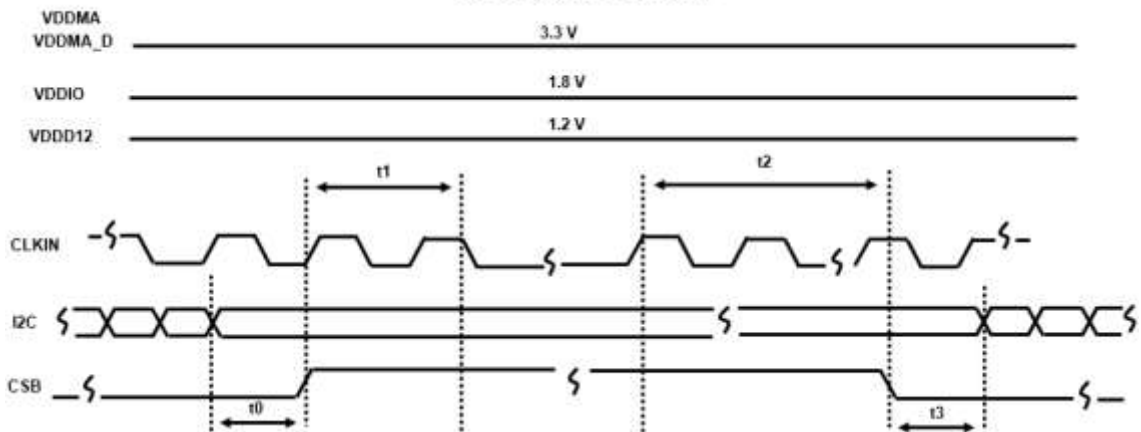 VDDMA
VDDMA_D
3.3 V
VDDIO
1.8 V
VDDD12
1.2 V
t1
t2
CLKIN
I2C
CSB
t0
t3